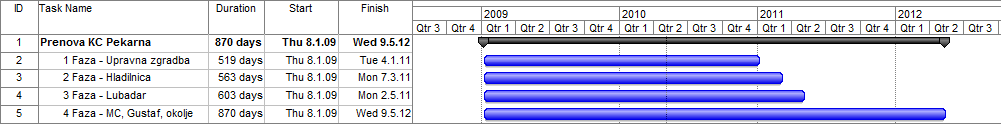 ID Task Name Duration Start Finish 2009 2010 2011 2012
Qtr 3 Qtr 4 Qtr 1 Qtr 2 Qtr 3 Qtr 4 Qtr 1 Qtr 2 Qtr 3 Qtr 4 Qtr 1 Qtr 2 Qtr 3 Qtr 4 Qtr 1 Qtr 2 Qtr 3
1 Prenova KC Pekarna 870 days Thu 8.1.09 Wed 9.5.12
2 1 Faza - Upravna zgradba 519 days Thu 8.1.09 Tue 4.1.11
3 2 Faza - Hladilnica 563 days Thu 8.1.09 Mon 7.3.11
4 3 Faza - Lubadar 603 days Thu 8.1.09 Mon 2.5.11
5 4 Faza - MC, Gustaf, okolje 870 days Thu 8.1.09 Wed 9.5.12